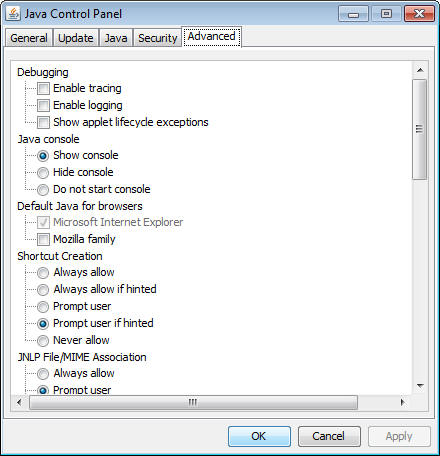 Java Control Panel
General Update Java Security Advanced
Debugging
Enable tracing
Enable logging
Show applet lifecycle exceptions
Java console
Show console
Hide console
Do not start console
Default Java for browsers
Microsoft Internet Explorer
Mozilla family
Shortcut Creation
Always allow
Always allow if hinted
Prompt user
Prompt user if hinted
Never allow
JNLP File/MIME Association
Always allow
Prompt user
OK Cancel Apply